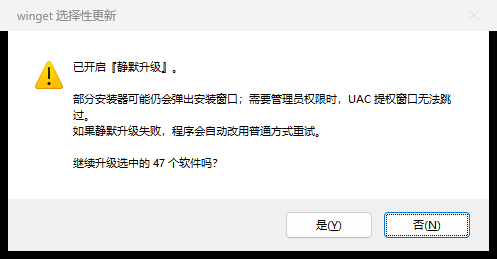 winget 选择性更新
已开启『静默升级』。
部分安装器可能仍会弹出安装窗口；需要管理员权限时，UAC 提权窗口无法跳
过。
如果静默升级失败，程序会自动改用普通方式重试。
继续升级选中的 47 个软件吗？
是(Y)
否(N)